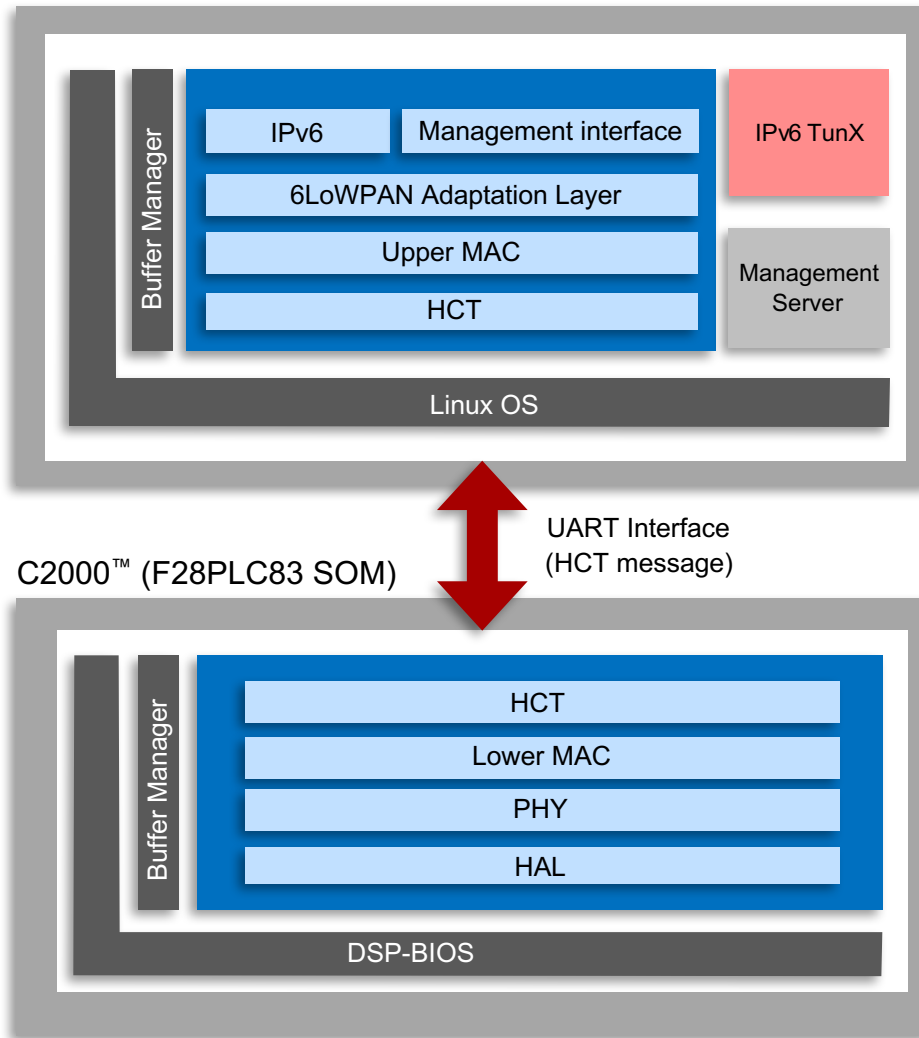 Buffer Manager
IPv6
Management interface
6LoWPAN Adaptation Layer
Upper MAC
HCT
IPv6 TunX
Management
Server
Linux OS
UART Interface
(HCT message)
C2000™ (F28PLC83 SOM)
Buffer Manager
HCT
Lower MAC
PHY
HAL
DSP-BIOS